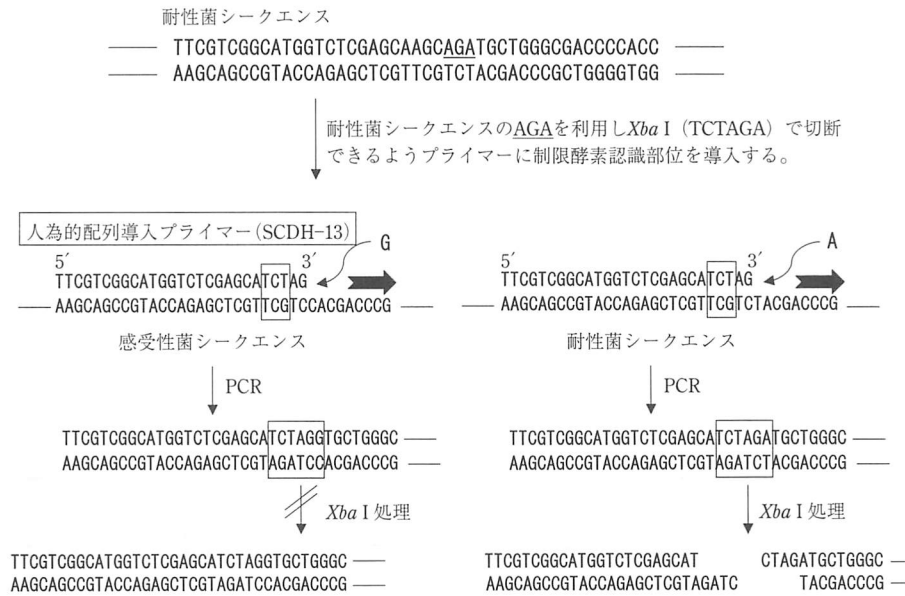 耐性菌シークエンス
TTCGTCGGCATGGTCTCGAGCAAGCAGATGCTGGGCGACCCCACC
AAGCAGCCGTACCAGAGCTCGTTCGTCTACGACCCGCTGGGGTGG
耐性菌シークエンスのAGAを利用しXba I(TCTAGA)で切断
できるようプライマーに制限酵素認識部位を導入する。
人為的配列導入プライマー(SCDH-13)
G
5′ 3′
TTCGTCGGCATGGTCTCGAGCATCTAG
AAGCAGCCGTACCAGAGCTCGTTCGTCCACGACCCG
感受性菌シークエンス
PCR
TTCGTCGGCATGGTCTCGAGCATCTAGGTGCTGGGC
AAGCAGCCGTACCAGAGCTCGTAGATCCACGACCCG
Xba I 処理
TTCGTCGGCATGGTCTCGAGCATCTAGGTGCTGGGC
AAGCAGCCGTACCAGAGCTCGTAGATCCACGACCCG
A
5′ 3′
TTCGTCGGCATGGTCTCGAGCATCTAG
AAGCAGCCGTACCAGAGCTCGTTCGTCTACGACCCG
耐性菌シークエンス
PCR
TTCGTCGGCATGGTCTCGAGCATCTAGATGCTGGGC
AAGCAGCCGTACCAGAGCTCGTAGATCTACGACCCG
Xba I 処理
TTCGTCGGCATGGTCTCGAGCAT CTAGATGCTGGGC
AAGCAGCCGTACCAGAGCTCGTAGATC TACGACCCG